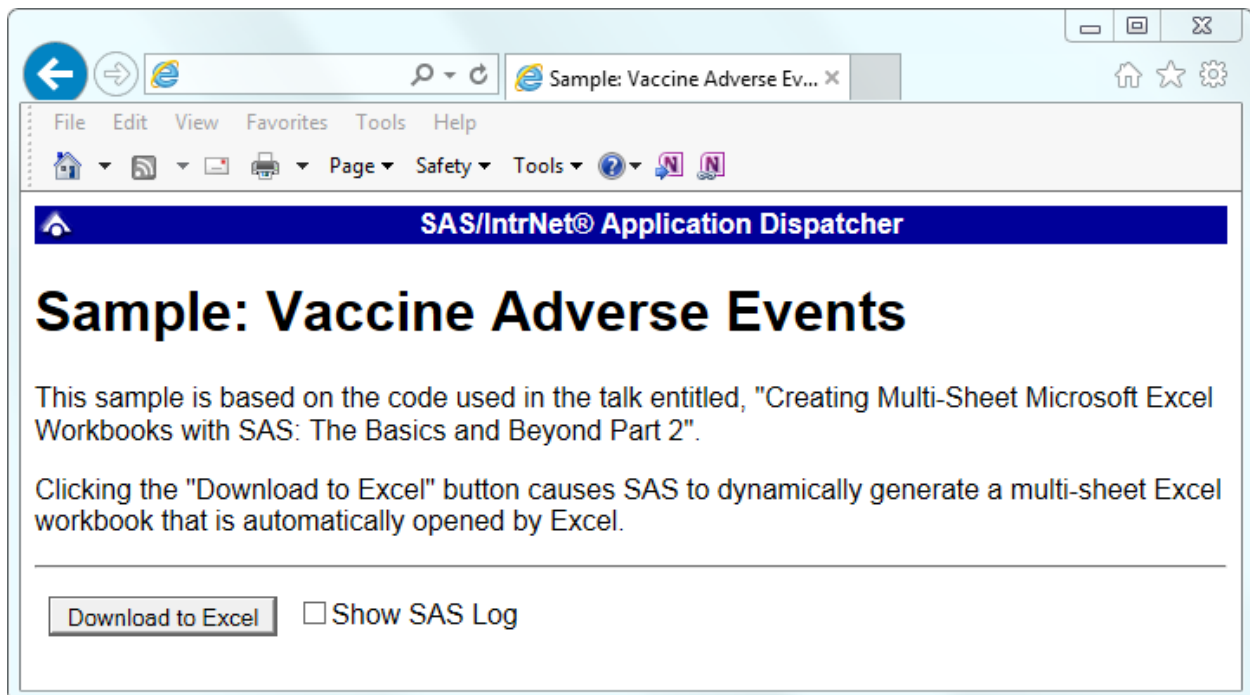 Sample: Vaccine Adverse Ev...
File Edit View Favorites Tools Help
Page Safety Tools
SAS/IntrNet® Application Dispatcher
Sample: Vaccine Adverse Events
This sample is based on the code used in the talk entitled, "Creating Multi-Sheet Microsoft Excel
Workbooks with SAS: The Basics and Beyond Part 2".
Clicking the "Download to Excel" button causes SAS to dynamically generate a multi-sheet Excel
workbook that is automatically opened by Excel.
Download to Excel Show SAS Log